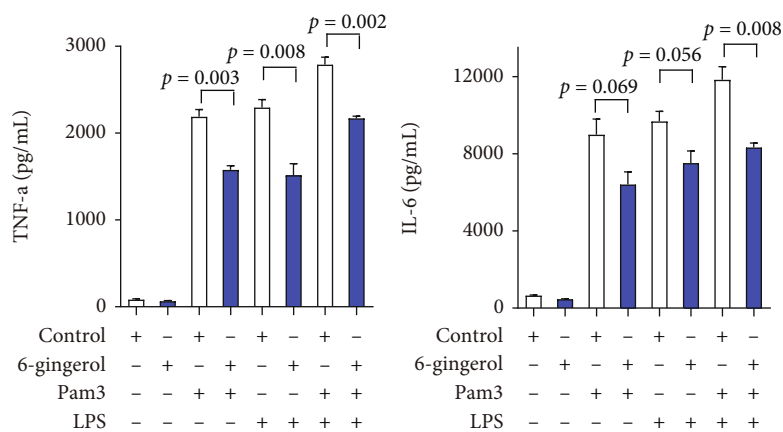 p = 0.002
p = 0.008
p = 0.003
3000
2000
1000
0
TNF-a (pg/mL)
Control + – + – + – + –
6-gingerol – + – + – + – +
Pam3 – – + + – – + +
LPS – – – – + + + +
p = 0.008
p = 0.056
p = 0.069
12000
8000
4000
0
IL-6 (pg/mL)
Control + – + – + – + –
6-gingerol – + – + – + – +
Pam3 – – + + – – + +
LPS – – – – + + + +